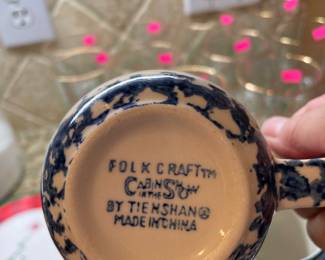 FOLK CRAFT™
CABIN IN THE SNOW
BY TIENSHAN®
MADE IN CHINA